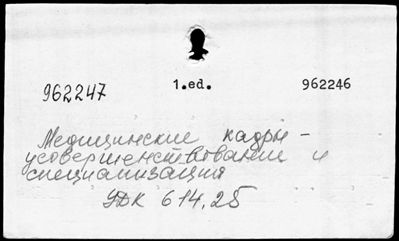 962247 1.ed. 962246
Медицинские кадры -
усовершенствование и
специализация
УДК 614.25